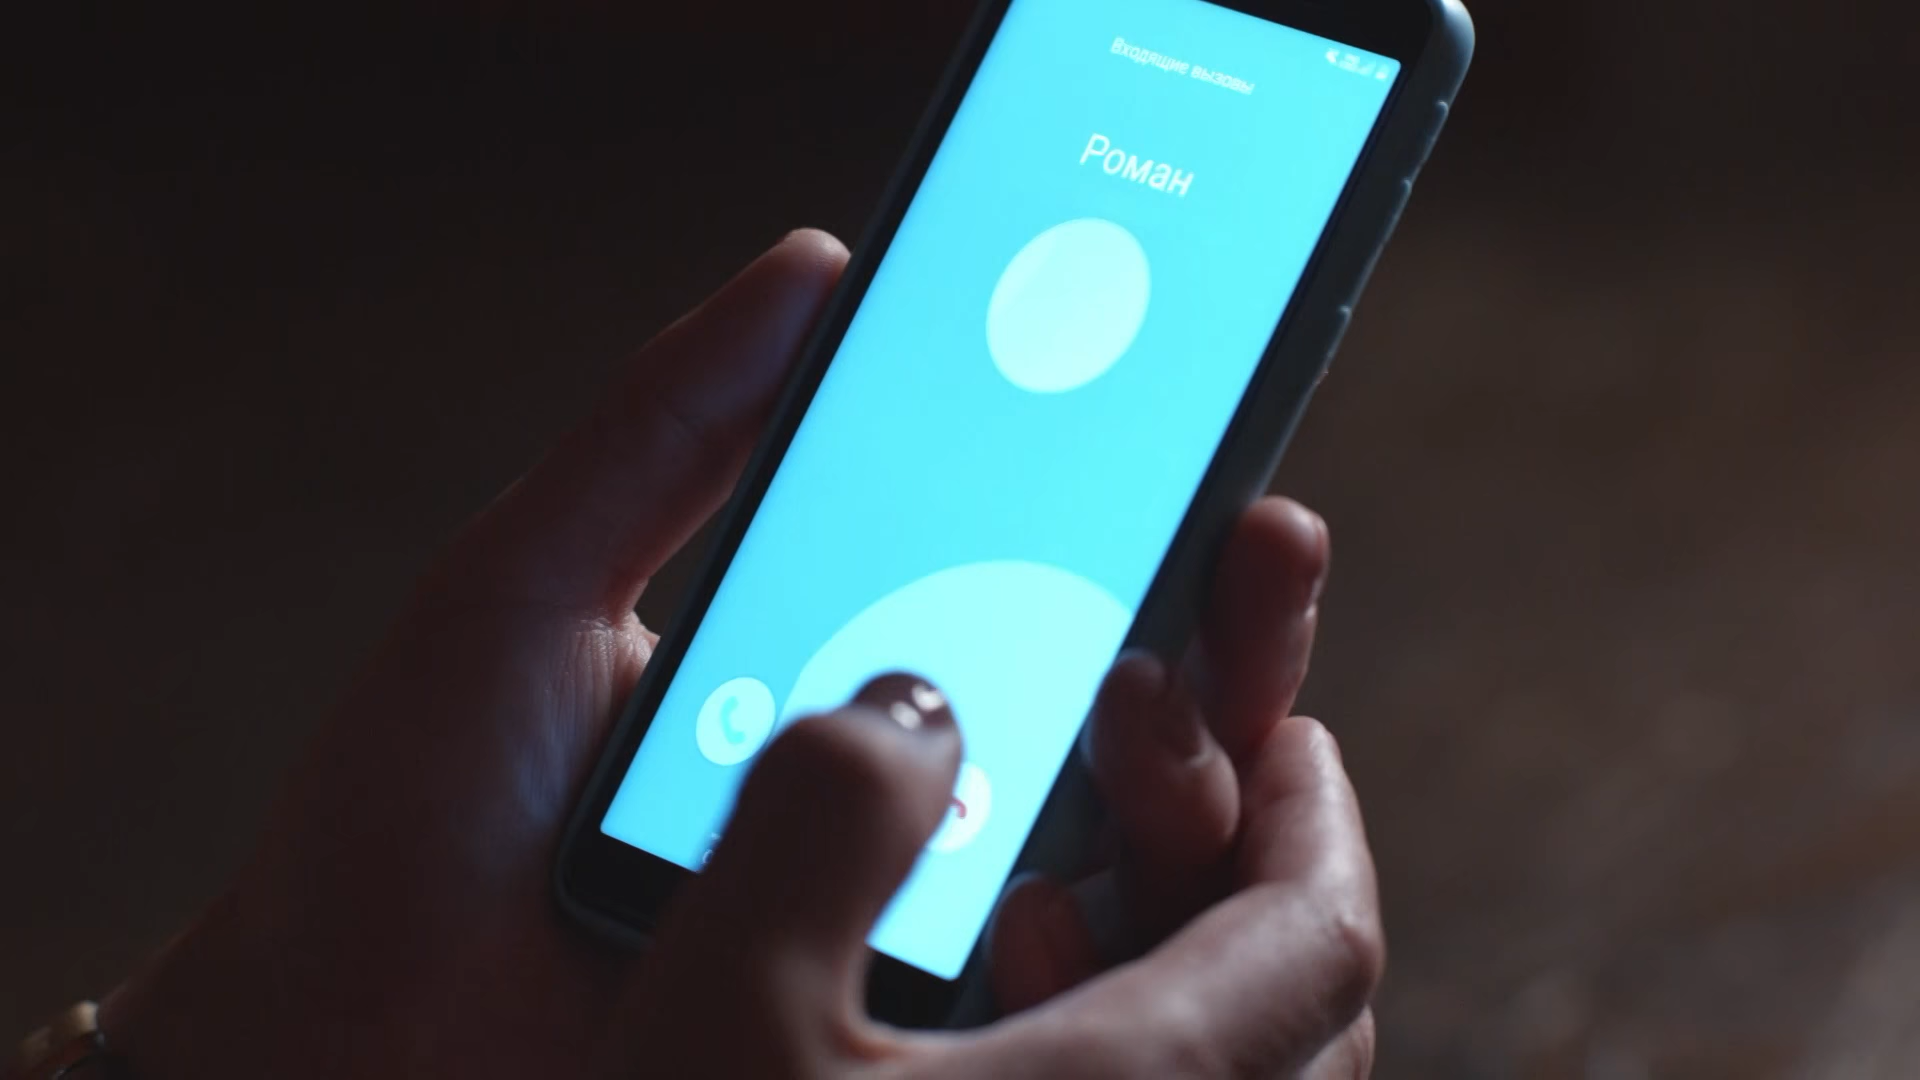 Входящие вызовы
Роман